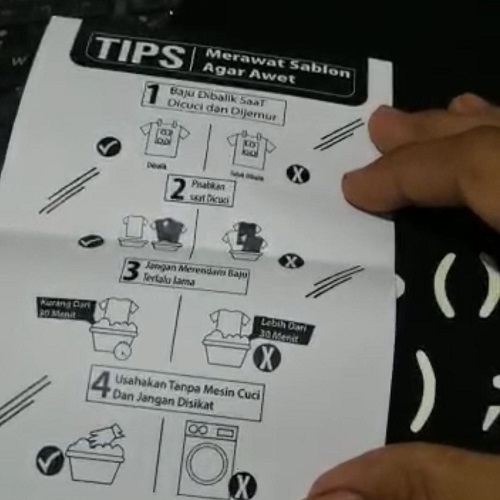 TIPS
Merawat Sablon
Agar Awet
1 Baju Dibalik SaaT
Dicuci dan Dijemur
Dibalik
Tidak Dibalik
2 Pisahkan
saat Dicuci
3 Jangan Merendam Baju
Terlalu lama
Kurang Dari
30 Menit
Lebih Dari
30 Menit
4 Usahakan Tanpa Mesin Cuci
Dan Jangan Disikat